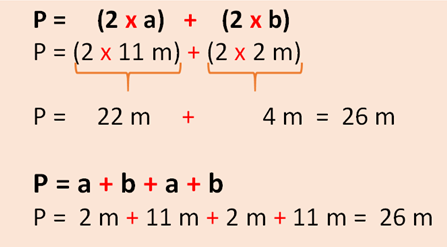 P = (2 x a) + (2 x b)
P = (2 x 11 m) + (2 x 2 m)
P = 22 m + 4 m = 26 m
P = a + b + a + b
P = 2 m + 11 m + 2 m + 11 m = 26 m